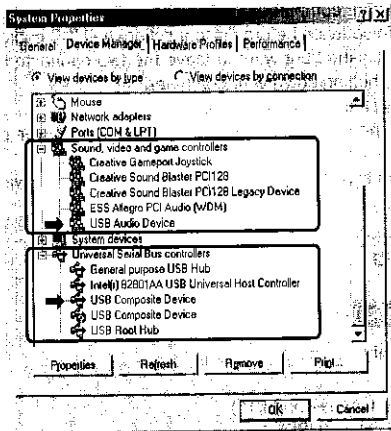 System Properties
General Device Manager Hardware Profiles Performance
View devices by type View devices by connection
Mouse
Network adapters
Ports (COM & LPT)
Sound, video and game controllers
Creative Gameport Joystick
Creative Sound Blaster PCI128
Creative Sound Blaster PCI128 Legacy Device
ESS Allegro PCI Audio (WDM)
USB Audio Device
System devices
Universal Serial Bus controllers
General purpose USB Hub
Intel(r) 82801AA USB Universal Host Controller
USB Composite Device
USB Composite Device
USB Root Hub
Properties Refresh Remove Print...
OK Cancel